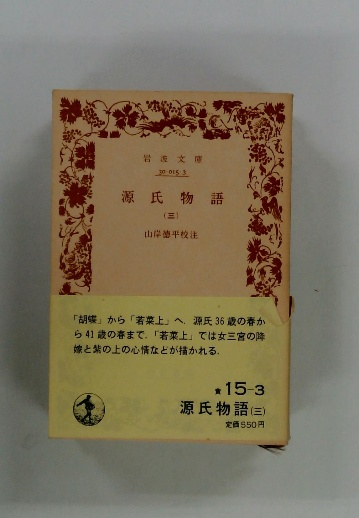 岩波文庫
30-015-3
源氏物語
(三)
山岸徳平校注
「胡蝶」から「若菜上」へ．源氏36歳の春か
ら41歳の春まで．「若菜上」では女三宮の降
嫁と紫の上の心情などが描かれる．
黄15-3
源氏物語(三)
定価550円